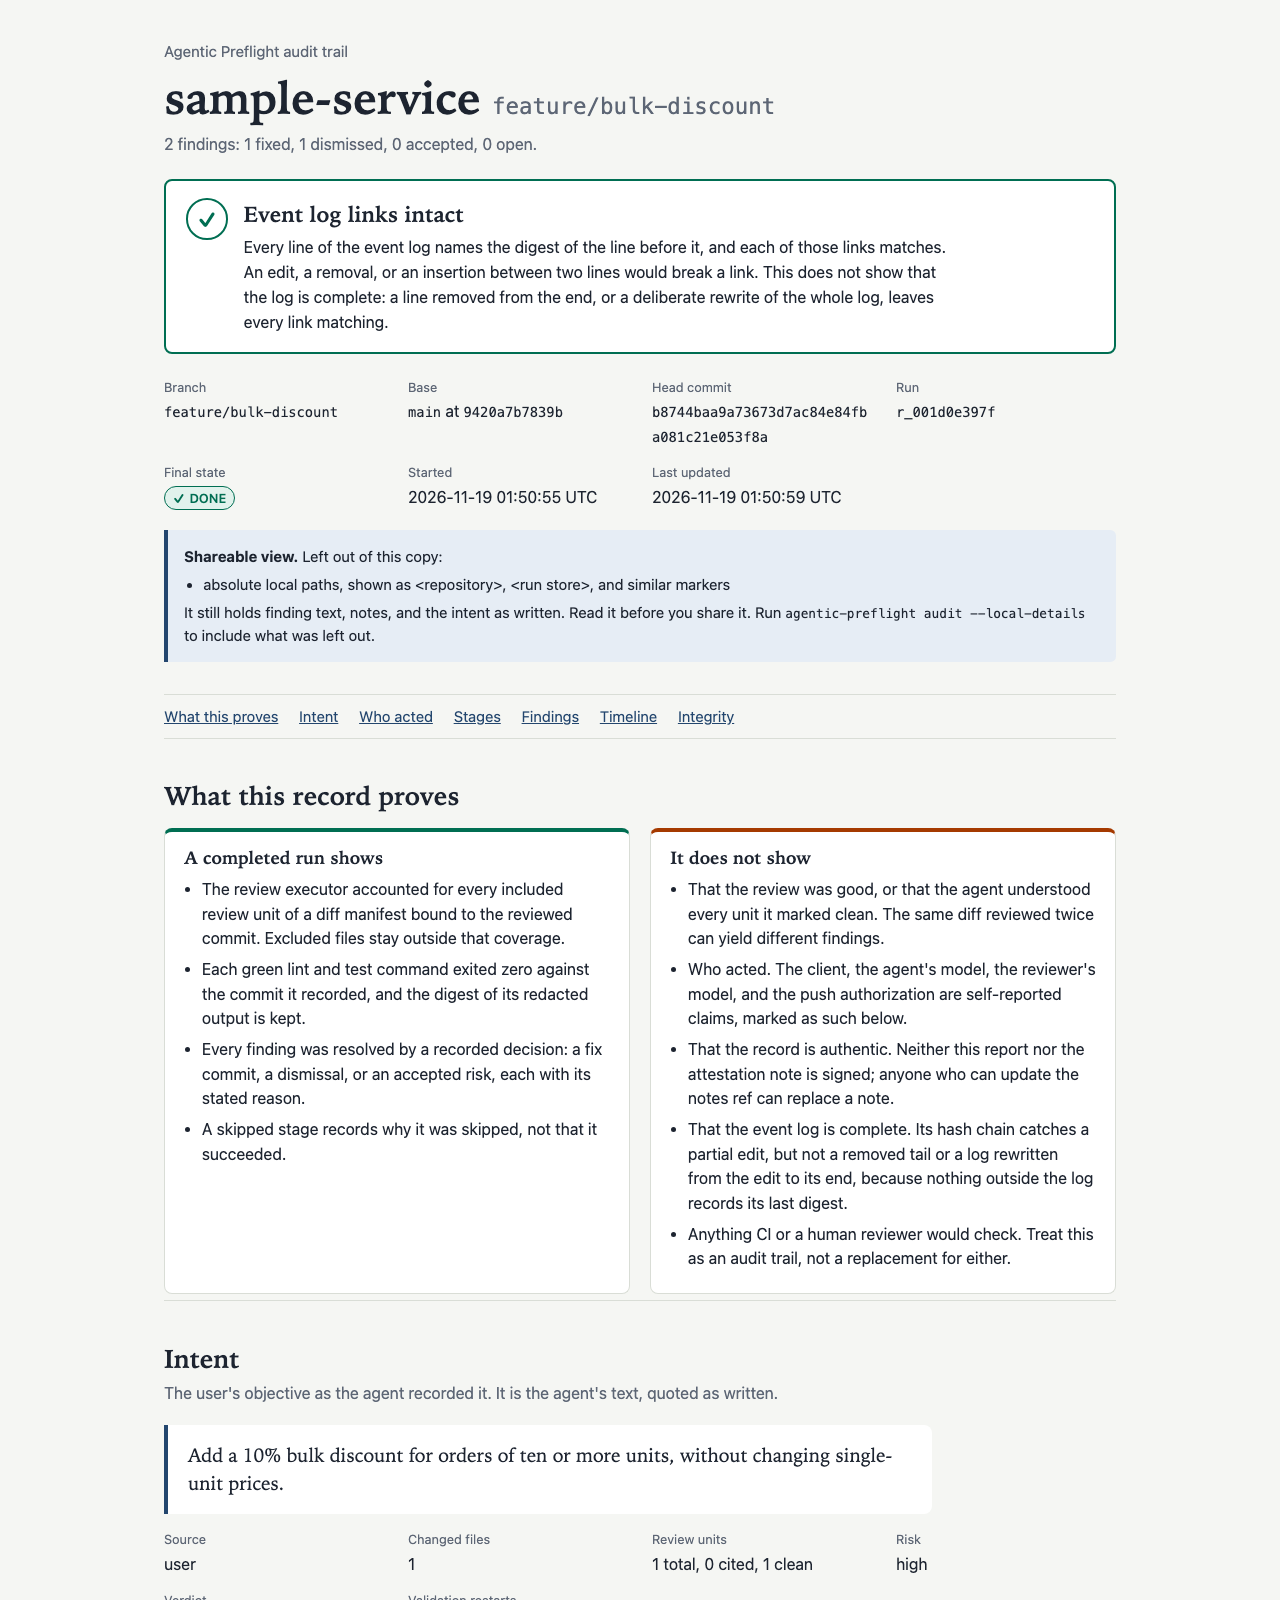 Agentic Preflight audit trail
sample-service feature/bulk-discount
2 findings: 1 fixed, 1 dismissed, 0 accepted, 0 open.
Event log links intact
Every line of the event log names the digest of the line before it, and each of those links matches.
An edit, a removal, or an insertion between two lines would break a link. This does not show that
the log is complete: a line removed from the end, or a deliberate rewrite of the whole log, leaves
every link matching.
Branch
feature/bulk-discount
Base
main at 9420a7b7839b
Head commit
b8744baa9a73673d7ac84e84fb
a081c21e053f8a
Run
r_001d0e397f
Final state
DONE
Started
2026-11-19 01:50:55 UTC
Last updated
2026-11-19 01:50:59 UTC
Shareable view. Left out of this copy:
• absolute local paths, shown as <repository>, <run store>, and similar markers
It still holds finding text, notes, and the intent as written. Read it before you share it. Run agentic-preflight audit --local-details
to include what was left out.
What this proves Intent Who acted Stages Findings Timeline Integrity
What this record proves
A completed run shows
• The review executor accounted for every included
review unit of a diff manifest bound to the reviewed
commit. Excluded files stay outside that coverage.
• Each green lint and test command exited zero against
the commit it recorded, and the digest of its redacted
output is kept.
• Every finding was resolved by a recorded decision: a fix
commit, a dismissal, or an accepted risk, each with its
stated reason.
• A skipped stage records why it was skipped, not that it
succeeded.
It does not show
• That the review was good, or that the agent understood
every unit it marked clean. The same diff reviewed twice
can yield different findings.
• Who acted. The client, the agent's model, the reviewer's
model, and the push authorization are self-reported
claims, marked as such below.
• That the record is authentic. Neither this report nor the
attestation note is signed; anyone who can update the
notes ref can replace a note.
• That the event log is complete. Its hash chain catches a
partial edit, but not a removed tail or a log rewritten
from the edit to its end, because nothing outside the log
records its last digest.
• Anything CI or a human reviewer would check. Treat this
as an audit trail, not a replacement for either.
Intent
The user's objective as the agent recorded it. It is the agent's text, quoted as written.
Add a 10% bulk discount for orders of ten or more units, without changing single-
unit prices.
Source
user
Changed files
1
Review units
1 total, 0 cited, 1 clean
Risk
high
Verdict
Validation restarts